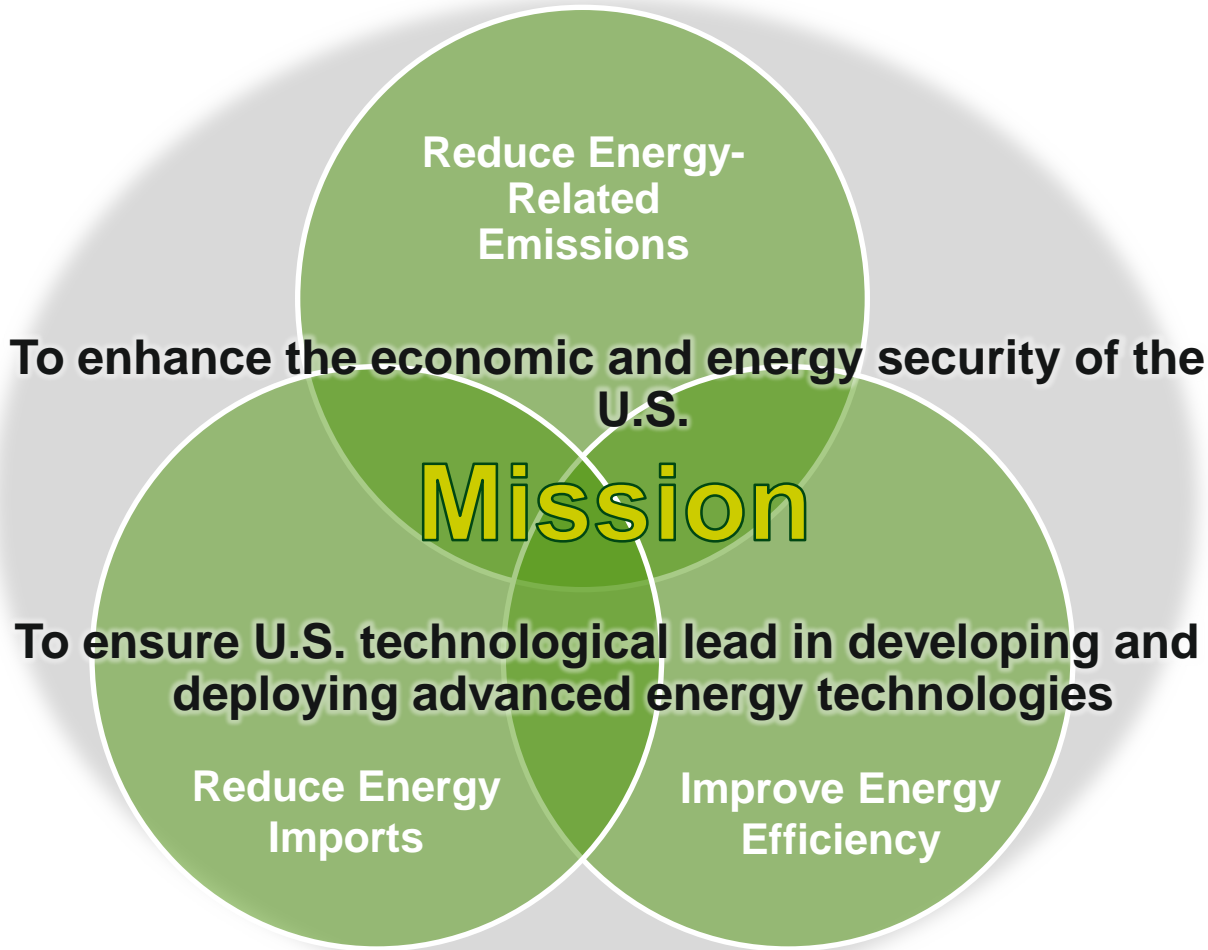 Reduce Energy-
Related
Emissions
To enhance the economic and energy security of the
U.S.
Mission
To ensure U.S. technological lead in developing and
deploying advanced energy technologies
Reduce Energy
Imports
Improve Energy
Efficiency